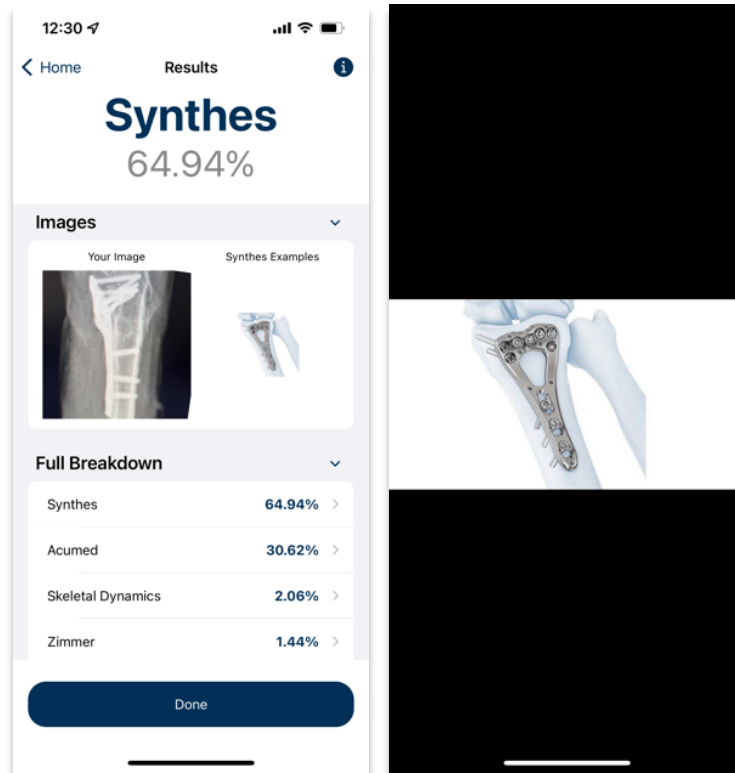 12:30
Home
Results
Synthes
64.94%
Images
Your Image
Synthes Examples
Full Breakdown
Synthes 64.94%
Acumed 30.62%
Skeletal Dynamics 2.06%
Zimmer 1.44%
Done